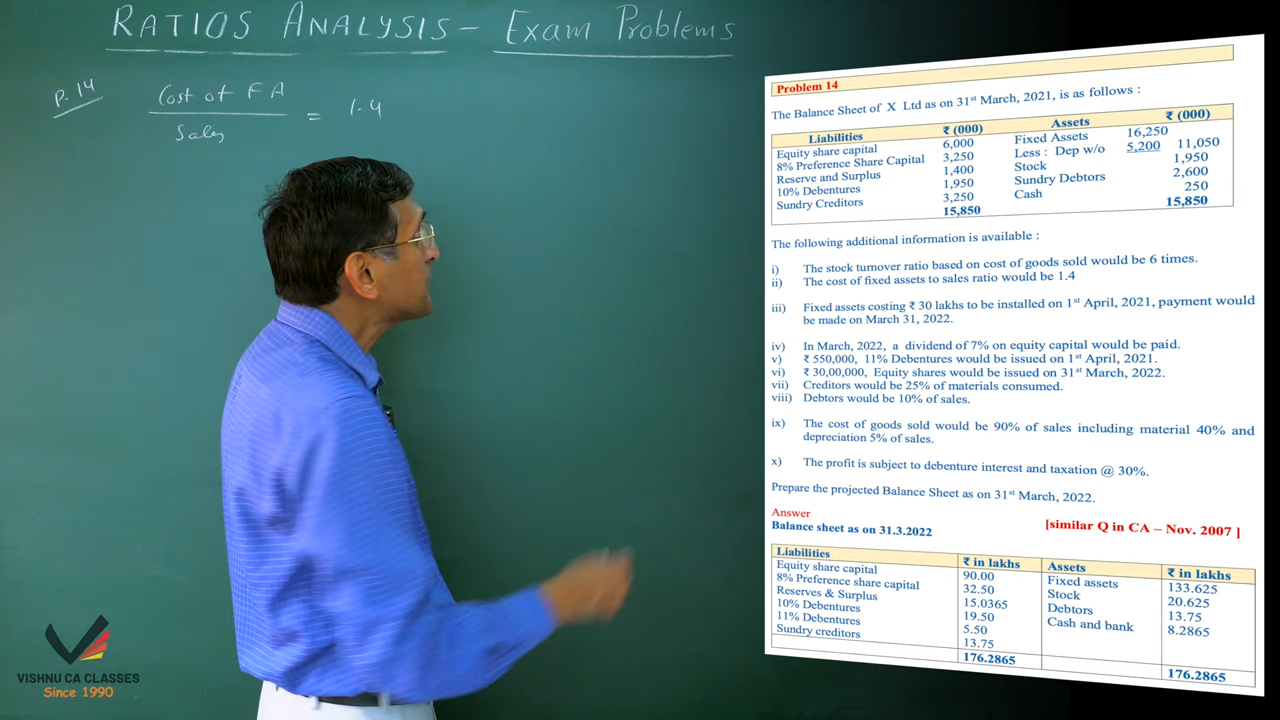 RATIOS ANALYSIS – Exam Problems
P. 14
Cost of FA
Sales
= 1.4
Problem 14
The Balance Sheet of X Ltd as on 31st March, 2021, is as follows :
Liabilities ₹ (000) Assets ₹ (000)
Equity share capital 6,000 Fixed Assets 16,250
8% Preference Share Capital 3,250 Less : Dep w/o 5,200 11,050
Reserve and Surplus 1,400 Stock 1,950
10% Debentures 1,950 Sundry Debtors 2,600
Sundry Creditors 3,250 Cash 250
15,850 15,850
The following additional information is available :
i) The stock turnover ratio based on cost of goods sold would be 6 times.
ii) The cost of fixed assets to sales ratio would be 1.4
iii) Fixed assets costing ₹ 30 lakhs to be installed on 1st April, 2021, payment would
be made on March 31, 2022.
iv) In March, 2022, a dividend of 7% on equity capital would be paid.
v) ₹ 550,000, 11% Debentures would be issued on 1st April, 2021.
vi) ₹ 30,00,000, Equity shares would be issued on 31st March, 2022.
vii) Creditors would be 25% of materials consumed.
viii) Debtors would be 10% of sales.
ix) The cost of goods sold would be 90% of sales including material 40% and
depreciation 5% of sales.
x) The profit is subject to debenture interest and taxation @ 30%.
Prepare the projected Balance Sheet as on 31st March, 2022.
Answer
Balance sheet as on 31.3.2022 [similar Q in CA – Nov. 2007 ]
Liabilities ₹ in lakhs Assets ₹ in lakhs
Equity share capital 90.00 Fixed assets 133.625
8% Preference share capital 32.50 Stock 20.625
Reserves & Surplus 15.0365 Debtors 13.75
10% Debentures 19.50 Cash and bank 8.2865
11% Debentures 5.50
Sundry creditors 13.75
176.2865 176.2865
VISHNU CA CLASSES
Since 1990